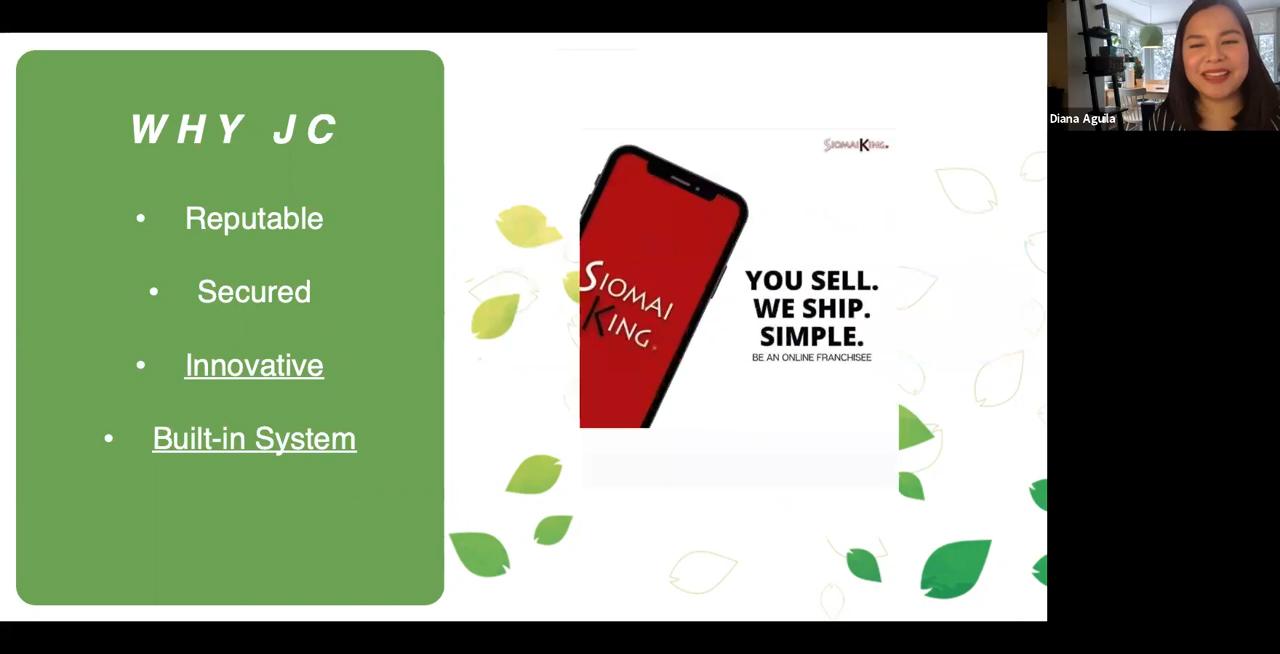 WHY JC
• Reputable
• Secured
• Innovative
• Built-in System
SIOMAI KING.
SIOMAI
KING.
YOU SELL.
WE SHIP.
SIMPLE.
BE AN ONLINE FRANCHISEE
Diana Aguila